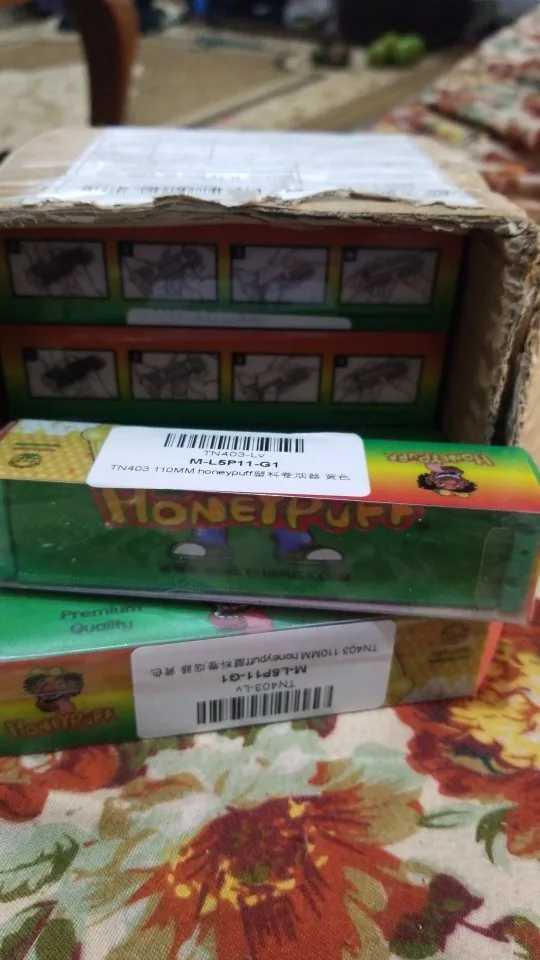 TN403-Lv
M-L5P11-G1
TN403 110MM honeypuff塑料卷烟器 黄色
HONEYPUFF
HONEYPUFF
Premium
Quality
HONEYPUFF
TN403 110MM honeypuff塑料卷烟器 黄色
M-L5P11-G1
TN403-Lv